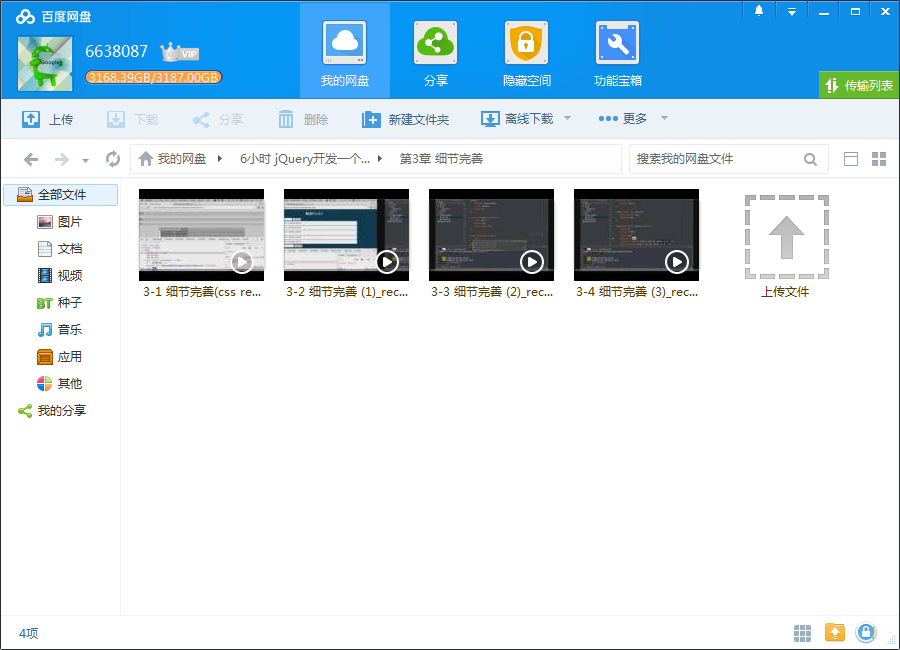 百度网盘
6638087
VIP
3168.39GB/3187.00GB
我的网盘
分享
隐藏空间
功能宝箱
传输列表
上传
下载
分享
删除
新建文件夹
离线下载
更多
我的网盘
6小时 jQuery开发一个...
第3章 细节完善
搜索我的网盘文件
全部文件
图片
文档
视频
BT 种子
音乐
应用
其他
我的分享
Google
3-1 细节完善(css re...
3-2 细节完善 (1)_rec...
3-3 细节完善 (2)_rec...
3-4 细节完善 (3)_rec...
上传文件
4项